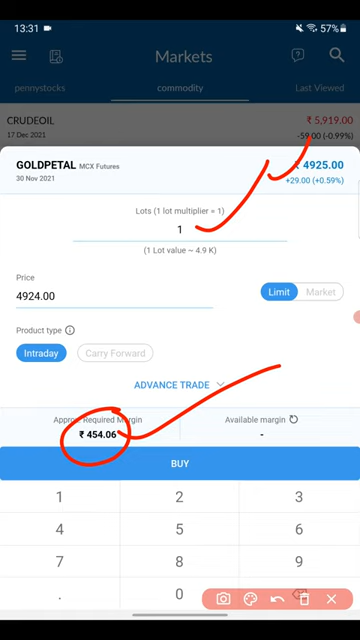 13:31 57%
Markets
pennystocks commodity Last Viewed
CRUDEOIL ₹ 5,919.00
17 Dec 2021 -59.00 (-0.99%)
GOLDPETAL MCX Futures ₹ 4925.00
30 Nov 2021 +29.00 (+0.59%)
Lots (1 lot multiplier = 1)
1
(1 Lot value ~ 4.9 K)
Price
4924.00 Limit Market
Product type
Intraday Carry Forward
ADVANCE TRADE
Approx. Required Margin Available margin
₹ 454.06 -
BUY
1 2 3
4 5 6
7 8 9
. 0